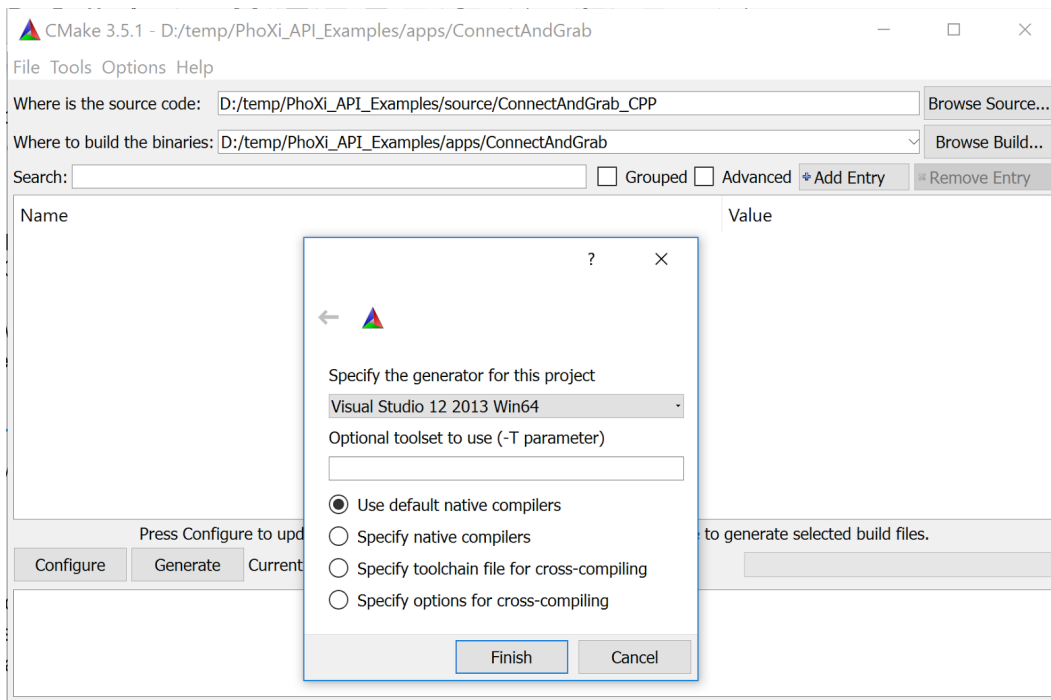 CMake 3.5.1 - D:/temp/PhoXi_API_Examples/apps/ConnectAndGrab
File Tools Options Help
Where is the source code: D:/temp/PhoXi_API_Examples/source/ConnectAndGrab_CPP Browse Source...
Where to build the binaries: D:/temp/PhoXi_API_Examples/apps/ConnectAndGrab Browse Build...
Search: Grouped Advanced Add Entry Remove Entry
Name Value
?
Specify the generator for this project
Visual Studio 12 2013 Win64
Optional toolset to use (-T parameter)
Use default native compilers
Press Configure to upd to generate selected build files.
Specify native compilers
Configure Generate Current
Specify toolchain file for cross-compiling
Specify options for cross-compiling
Finish Cancel